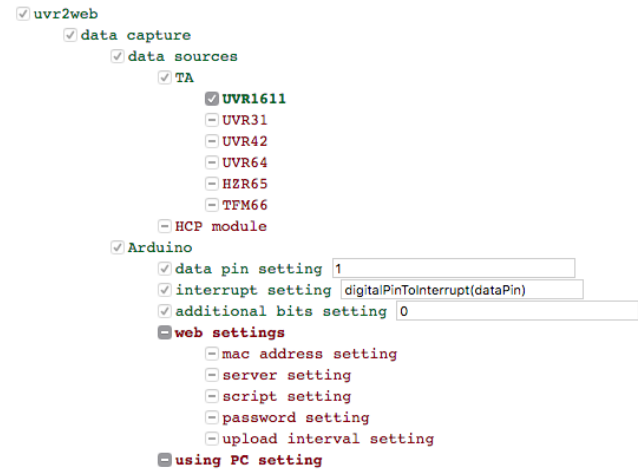 uvr2web
data capture
data sources
TA
UVR1611
UVR31
UVR42
UVR64
HZR65
TFM66
HCP module
Arduino
data pin setting 1
interrupt setting digitalPinToInterrupt(dataPin)
additional bits setting 0
web settings
mac address setting
server setting
script setting
password setting
upload interval setting
using PC setting